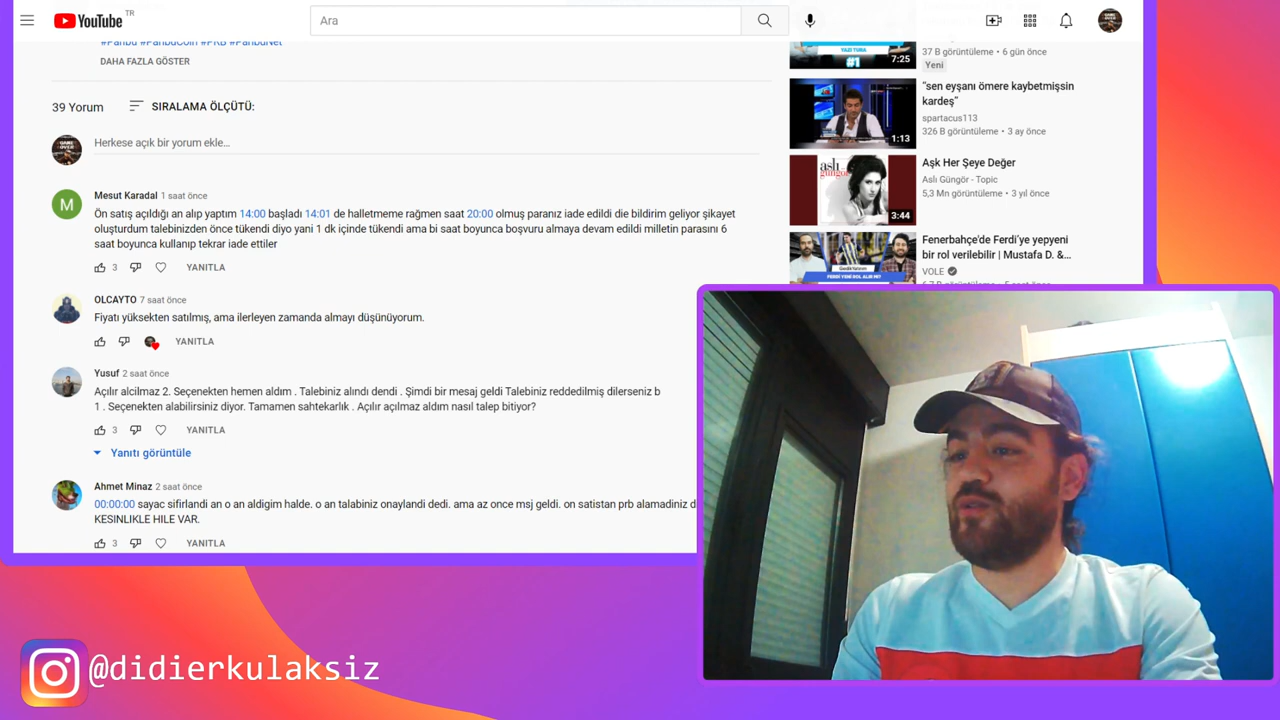 YouTube TR
Ara
#Paribu #ParibuCoin #PRB #ParibuNet
DAHA FAZLA GÖSTER
39 Yorum SIRALAMA ÖLÇÜTÜ:
Herkese açık bir yorum ekle...
M
Mesut Karadal 1 saat önce
Ön satış açıldığı an alıp yaptım 14:00 başladı 14:01 de halletmeme rağmen saat 20:00 olmuş paranız iade edildi die bildirim geliyor şikayet
oluşturdum talebinizden önce tükendi diyo yani 1 dk içinde tükendi ama bi saat boyunca boşvuru almaya devam edildi milletin parasını 6
saat boyunca kullanıp tekrar iade ettiler
3 YANITLA
OLCAYTO 7 saat önce
Fiyatı yüksekten satılmış, ama ilerleyen zamanda almayı düşünüyorum.
YANITLA
Yusuf 2 saat önce
Açılır alcilmaz 2. Seçenekten hemen aldım . Talebiniz alındı dendi . Şimdi bir mesaj geldi Talebiniz reddedilmiş dilerseniz b
1 . Seçenekten alabilirsiniz diyor. Tamamen sahtekarlık . Açılır açılmaz aldım nasıl talep bitiyor?
3 YANITLA
Yanıtı görüntüle
Ahmet Minaz 2 saat önce
00:00:00 sayac sifirlandi an o an aldigim halde. o an talabiniz onaylandi dedi. ama az once msj geldi. on satistan prb alamadiniz d
KESINLIKLE HILE VAR.
3 YANITLA
YAZI TURA
#1
7:25
37 B görüntüleme • 6 gün önce
Yeni
1:13
"sen eyşanı ömere kaybetmişsin
kardeş"
spartacus113
326 B görüntüleme • 3 ay önce
aslı
güngör
3:44
Aşk Her Şeye Değer
Aslı Güngör - Topic
5,3 Mn görüntüleme • 3 yıl önce
Fenerbahçe'de Ferdi'ye yepyeni
bir rol verilebilir | Mustafa D. &...
VOLE
@didierkulaksiz